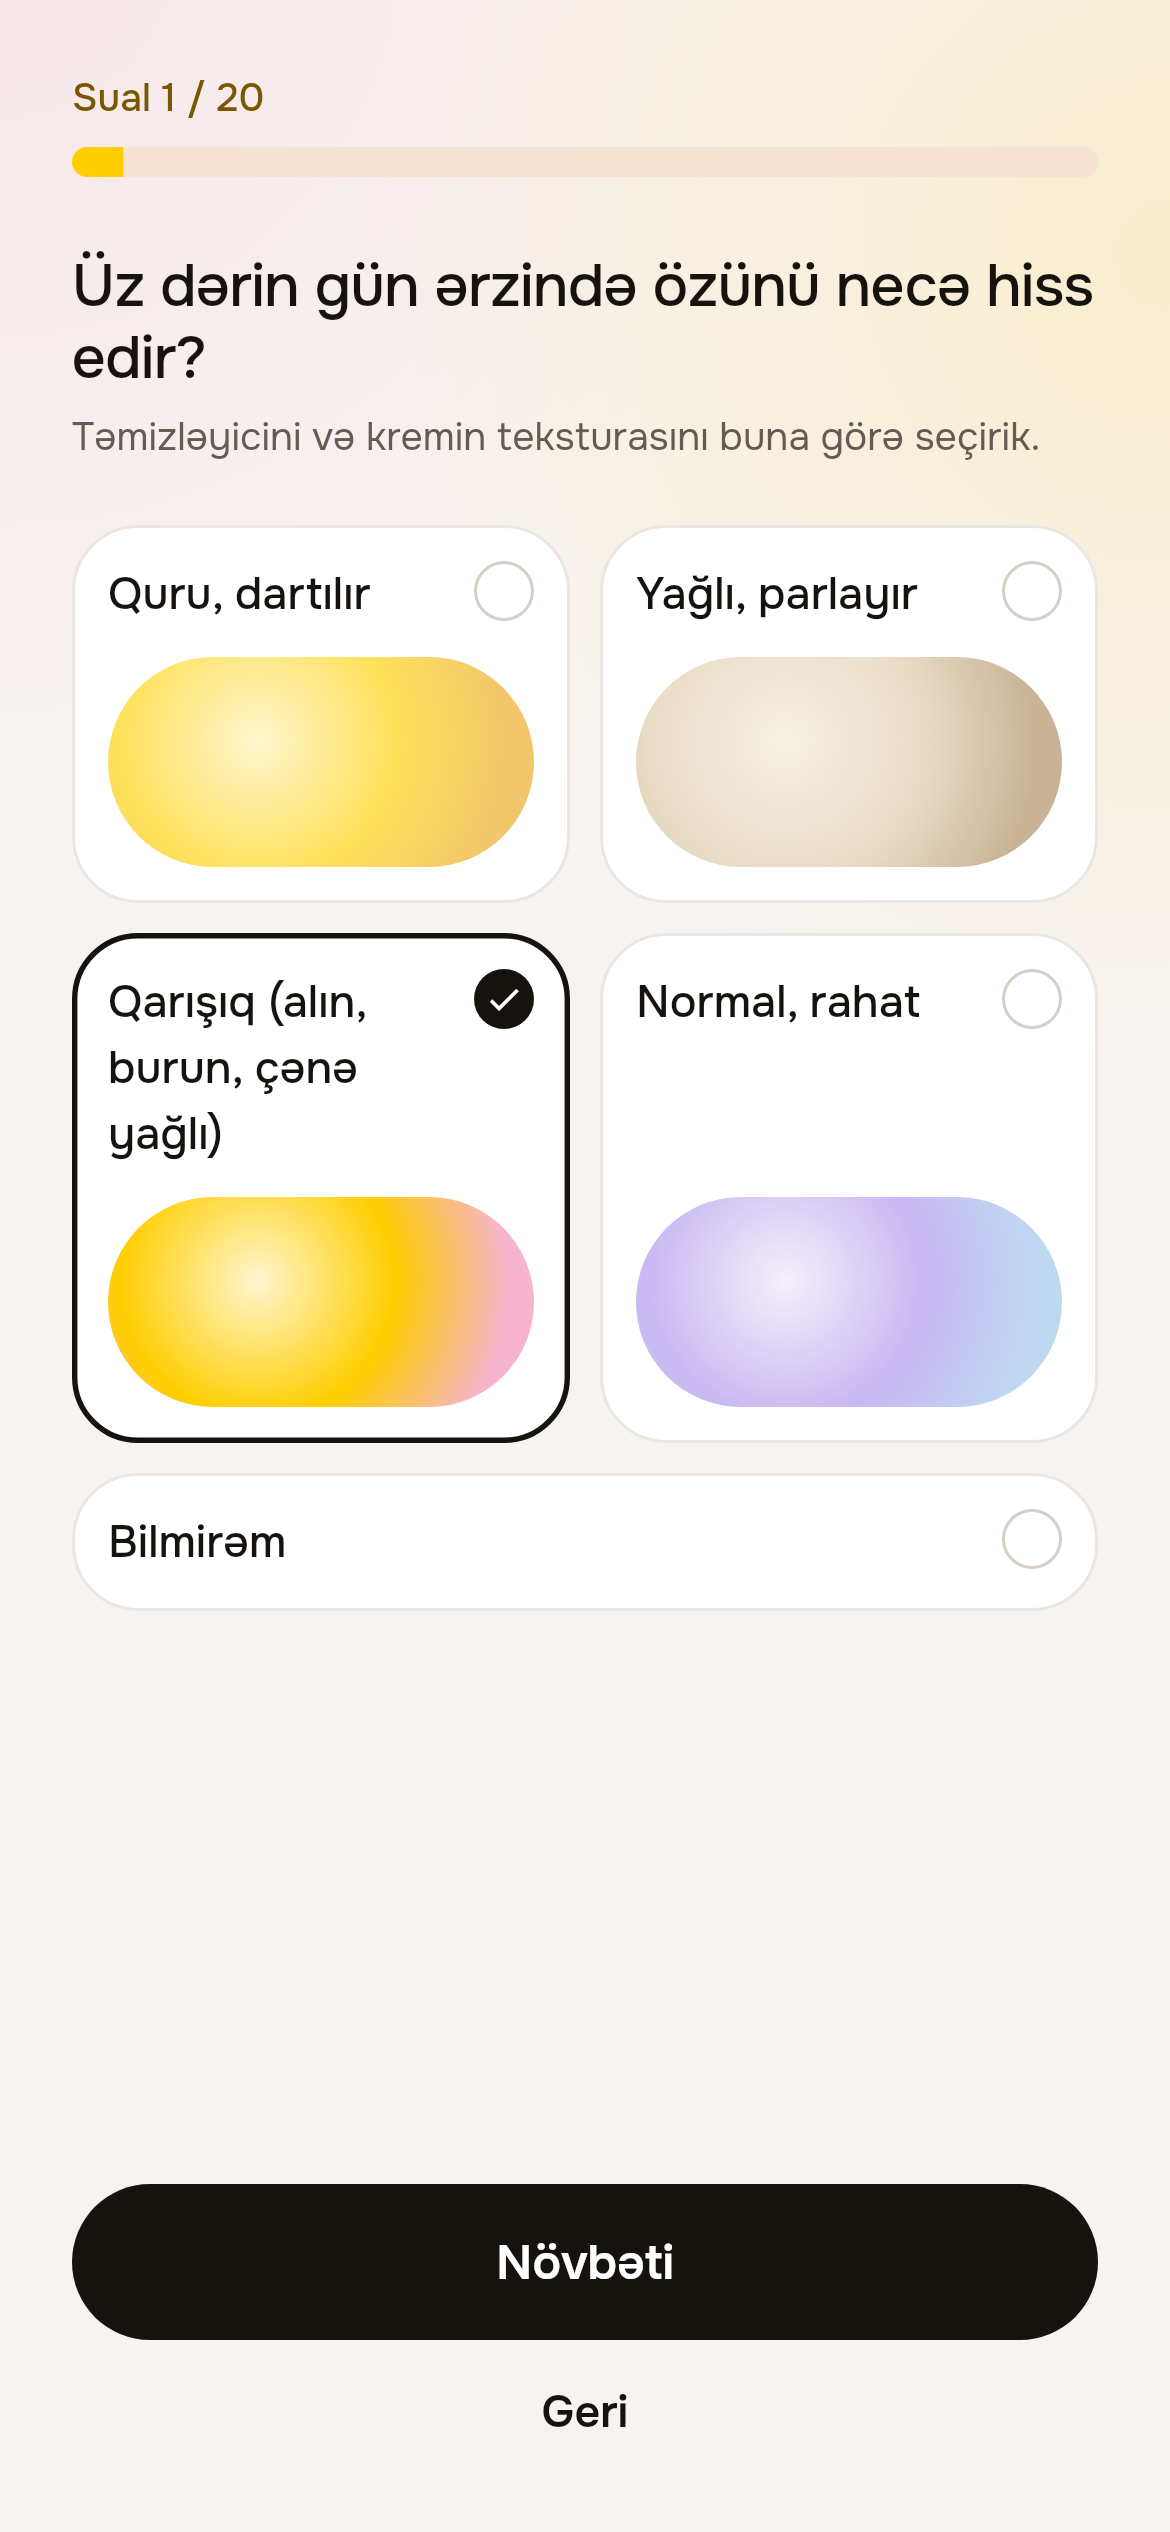 Sual 1 / 20
Üz dərin gün ərzində özünü necə hiss
edir?
Təmizləyicini və kremin teksturasını buna görə seçirik.
Quru, dartılır
Yağlı, parlayır
Qarışıq (alın,
burun, çənə
yağlı)
Normal, rahat
Bilmirəm
Növbəti
Geri